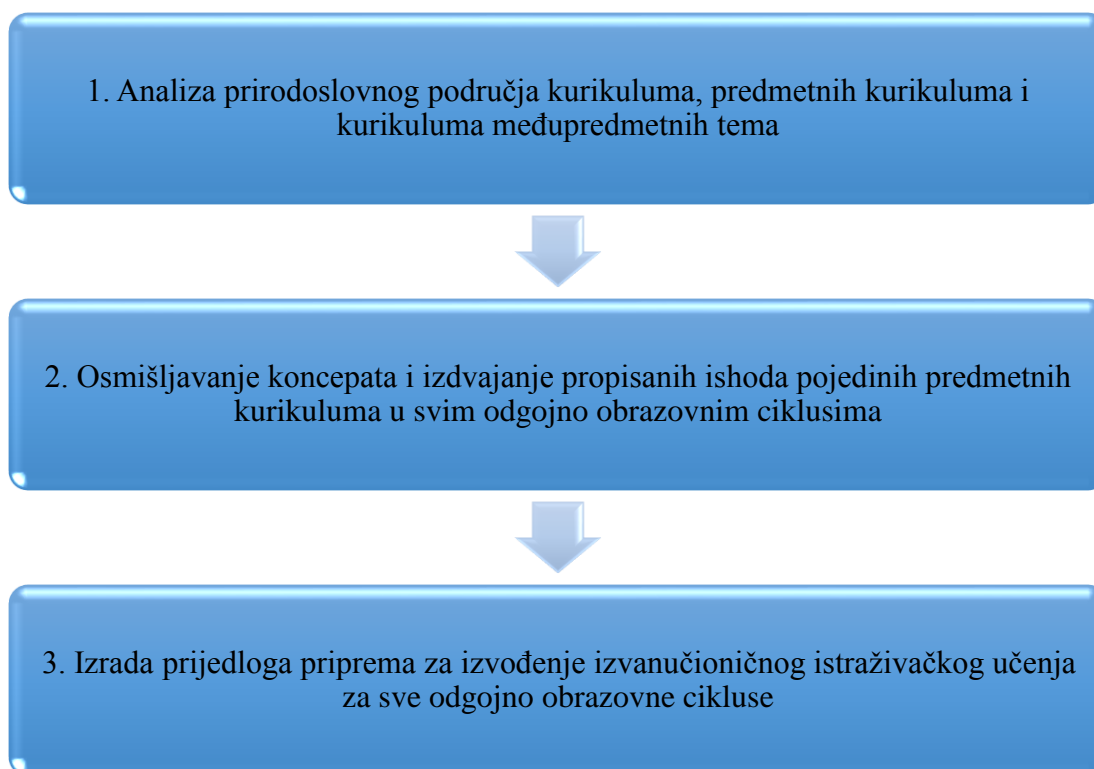 1. Analiza prirodoslovnog područja kurikuluma, predmetnih kurikuluma i
kurikuluma međupredmetnih tema
2. Osmišljavanje koncepata i izdvajanje propisanih ishoda pojedinih predmetnih
kurikuluma u svim odgojno obrazovnim ciklusima
3. Izrada prijedloga priprema za izvođenje izvanučioničnog istraživačkog učenja
za sve odgojno obrazovne cikluse